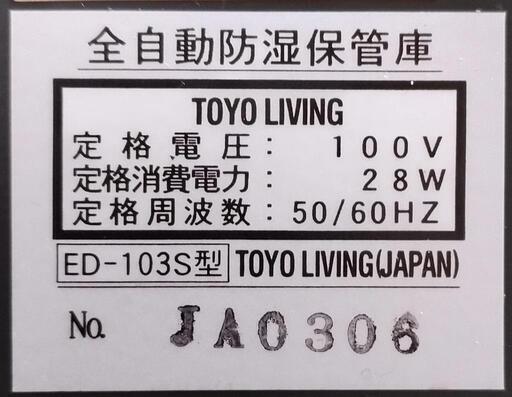 全自動防湿保管庫
TOYO LIVING
定格電圧: 100V
定格消費電力: 28W
定格周波数: 50/60HZ
ED-103S型 TOYO LIVING(JAPAN)
No. JA0306